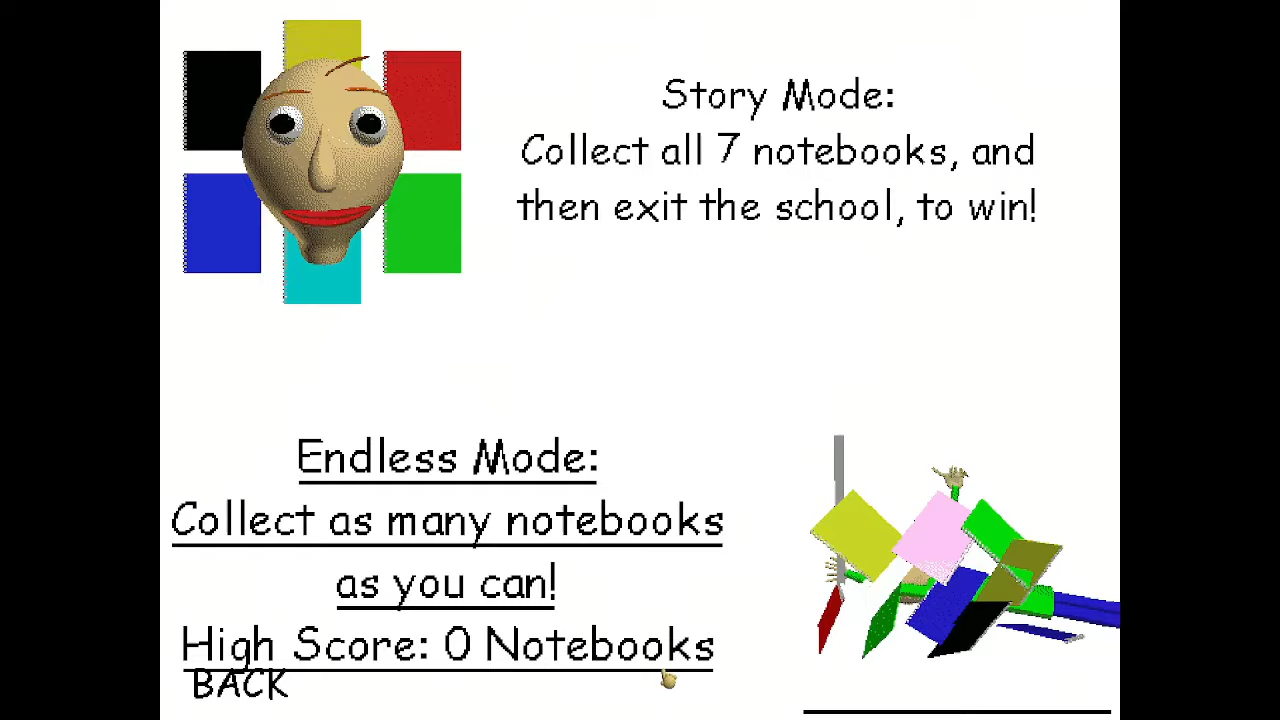 Story Mode:
Collect all 7 notebooks, and
then exit the school, to win!
Endless Mode:
Collect as many notebooks
as you can!
High Score: 0 Notebooks
BACK